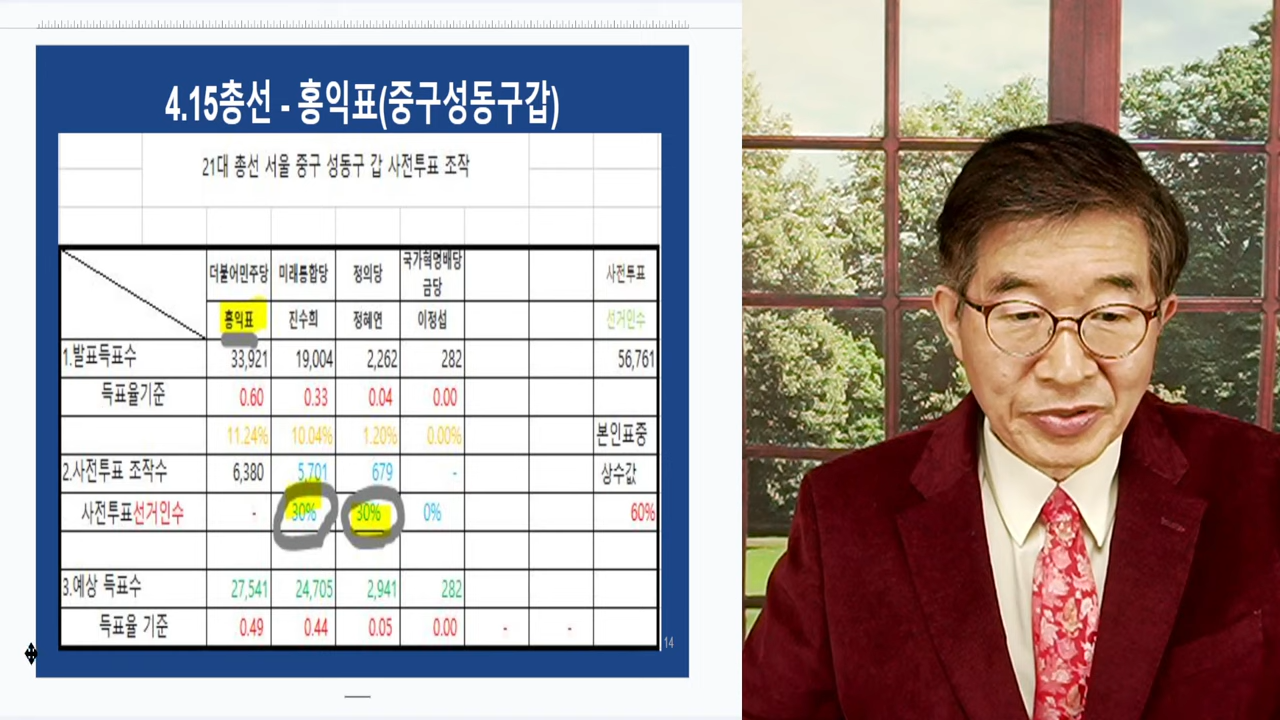 4.15총선 - 홍익표(중구성동구갑)
21대 총선 서울 중구 성동구 갑 사전투표 조작
더불어민주당 미래통합당 정의당 국가혁명배당금당 사전투표
홍익표 진수희 정혜연 이정섭 선거인수
1.발표득표수 33,921 19,004 2,262 282 56,761
득표율기준 0.60 0.33 0.04 0.00
11.24% 10.04% 1.20% 0.00% 본인표중
2.사전투표 조작수 6,380 5,701 679 - 상수값
사전투표선거인수 - 30% 30% 0% 60%
3.예상 득표수 27,541 24,705 2,941 282
득표율 기준 0.49 0.44 0.05 0.00 - -
14